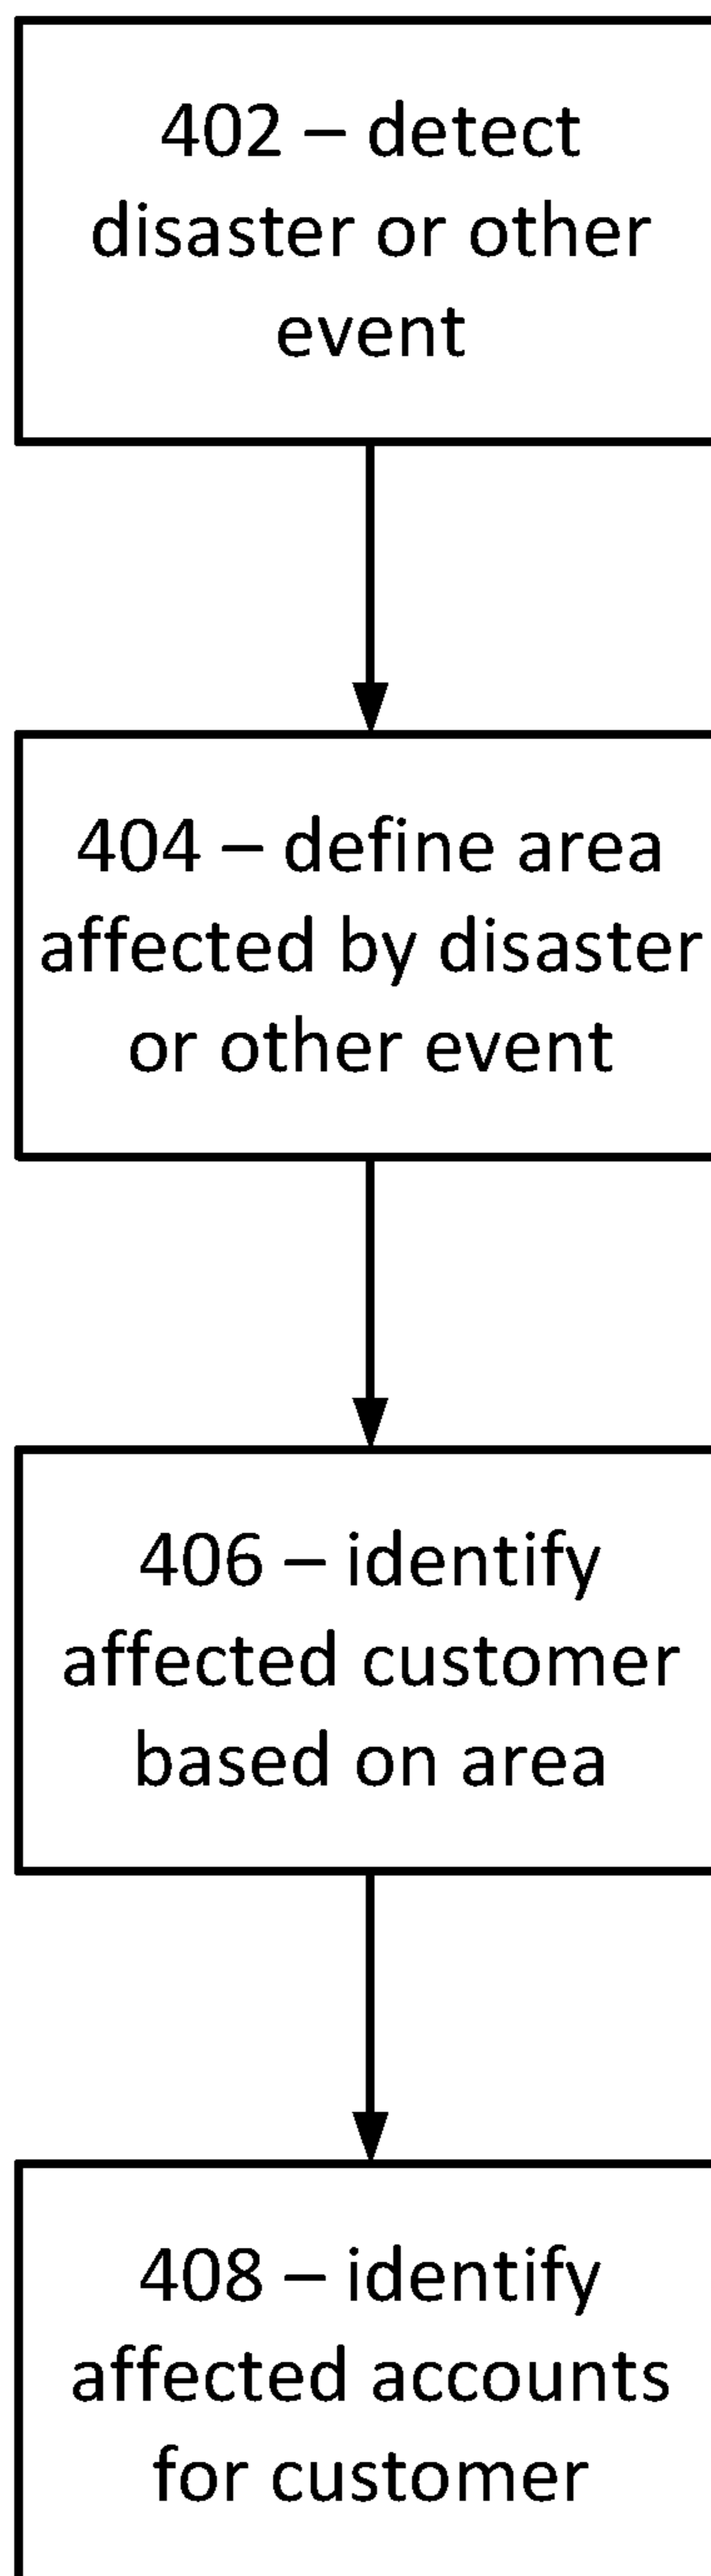 402 – detect
disaster or other
event
404 – define area
affected by disaster
or other event
406 – identify
affected customer
based on area
408 – identify
affected accounts
for customer